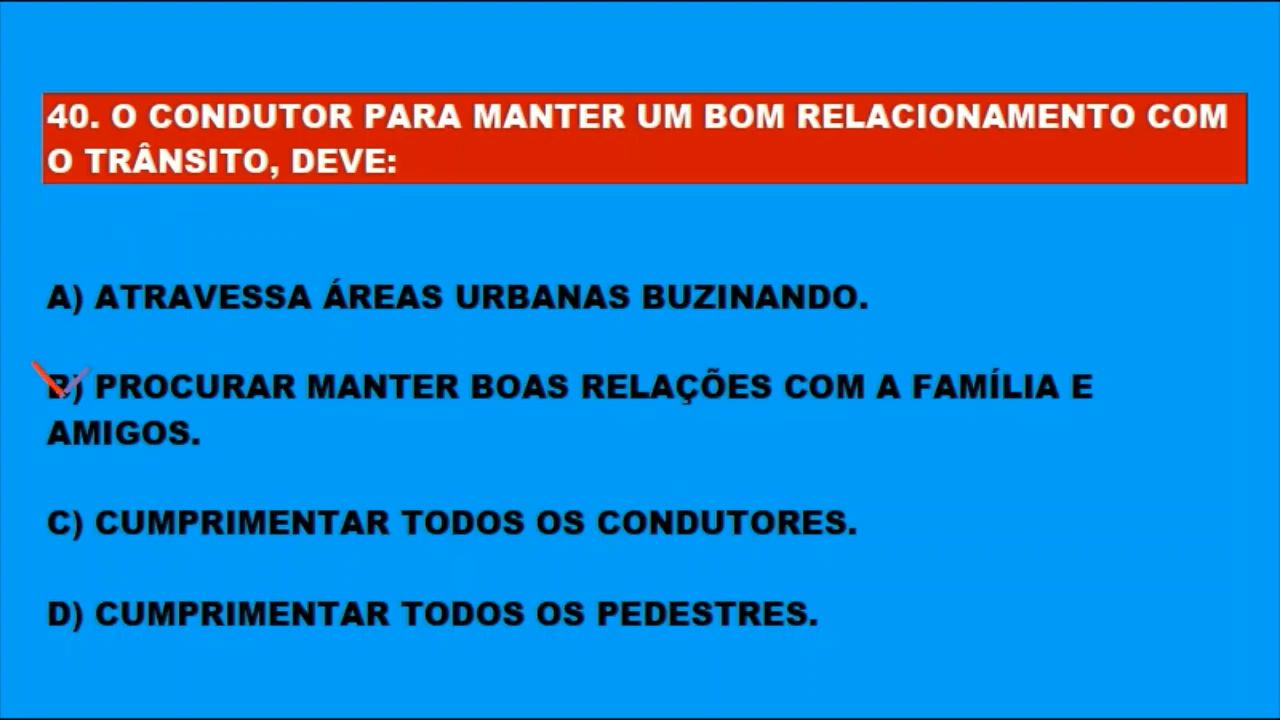 40. O CONDUTOR PARA MANTER UM BOM RELACIONAMENTO COM
O TRÂNSITO, DEVE:
A) ATRAVESSA ÁREAS URBANAS BUZINANDO.
B) PROCURAR MANTER BOAS RELAÇÕES COM A FAMÍLIA E
AMIGOS.
C) CUMPRIMENTAR TODOS OS CONDUTORES.
D) CUMPRIMENTAR TODOS OS PEDESTRES.